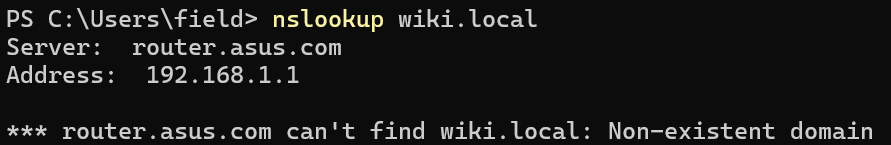 PS C:\Users\field> nslookup wiki.local
Server:  router.asus.com
Address:  192.168.1.1
*** router.asus.com can't find wiki.local: Non-existent domain